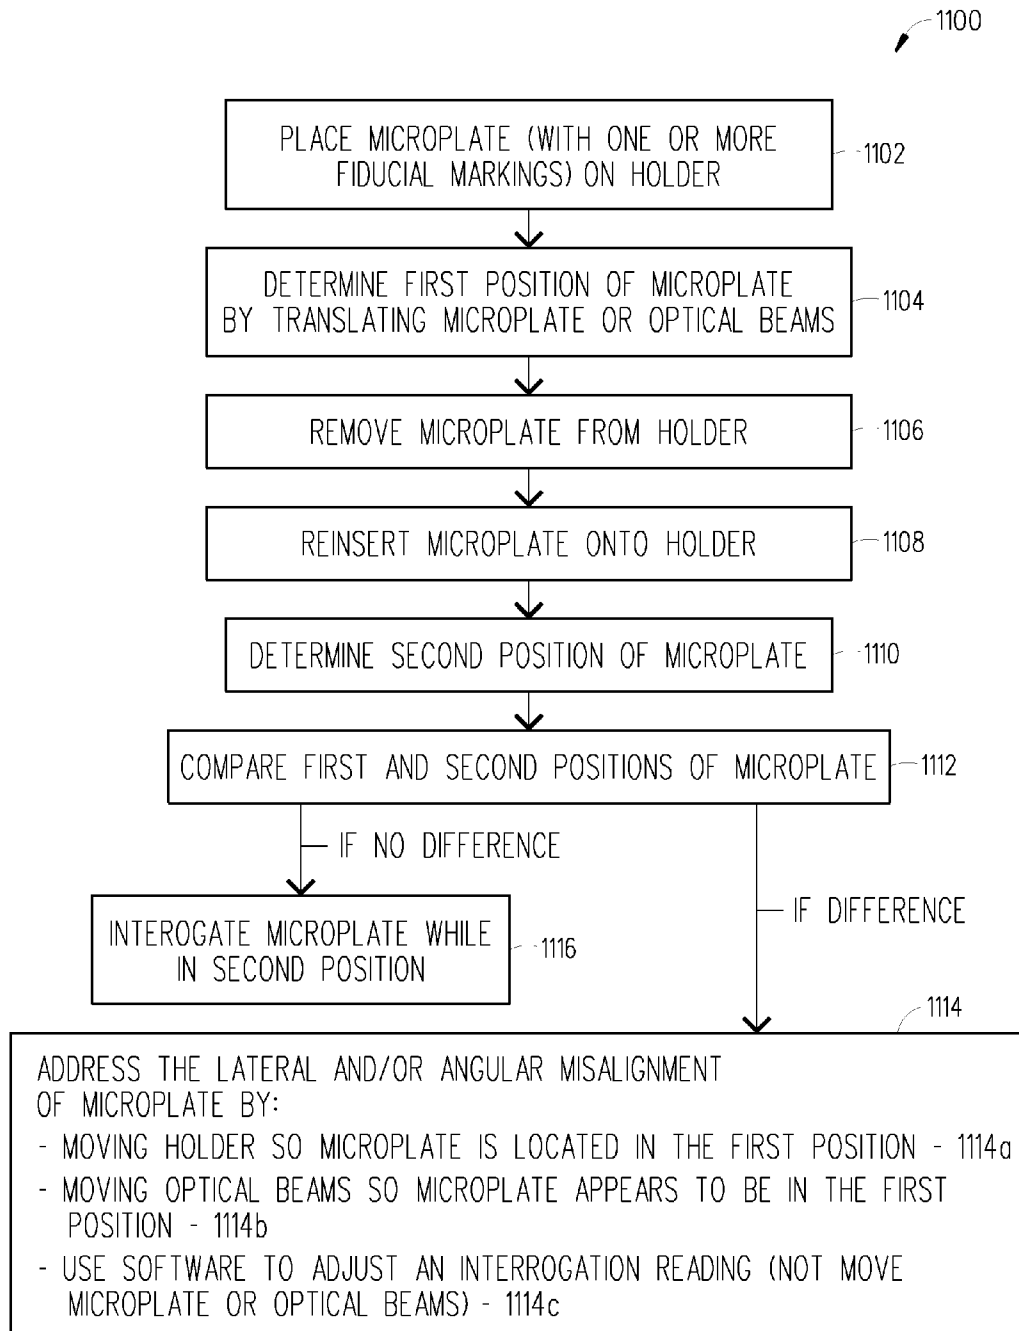 1100
PLACE MICROPLATE (WITH ONE OR MORE
FIDUCIAL MARKINGS) ON HOLDER
1102
DETERMINE FIRST POSITION OF MICROPLATE
BY TRANSLATING MICROPLATE OR OPTICAL BEAMS
1104
REMOVE MICROPLATE FROM HOLDER
1106
REINSERT MICROPLATE ONTO HOLDER
1108
DETERMINE SECOND POSITION OF MICROPLATE
1110
COMPARE FIRST AND SECOND POSITIONS OF MICROPLATE
1112
IF NO DIFFERENCE
IF DIFFERENCE
INTEROGATE MICROPLATE WHILE
IN SECOND POSITION
1116
1114
ADDRESS THE LATERAL AND/OR ANGULAR MISALIGNMENT
OF MICROPLATE BY:
- MOVING HOLDER SO MICROPLATE IS LOCATED IN THE FIRST POSITION - 1114a
- MOVING OPTICAL BEAMS SO MICROPLATE APPEARS TO BE IN THE FIRST
POSITION - 1114b
- USE SOFTWARE TO ADJUST AN INTERROGATION READING (NOT MOVE
MICROPLATE OR OPTICAL BEAMS) - 1114c